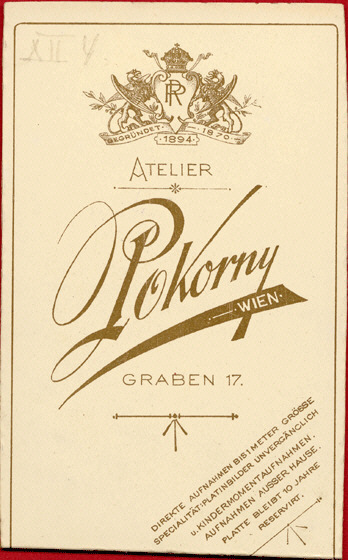 XII 4
PR
BEGRÜNDET 1870
1894
ATELIER
Pokorny
WIEN
GRABEN 17.
DIREKTE AUFNAHMEN BIS 1 METER GRÖSSE
SPECIALITÄT: PLATINBILDER UNVERGÄNGLICH
u. KINDERMOMENTAUFNAHMEN.
AUFNAHMEN AUSSER HAUSE.
PLATTE BLEIBT 10 JAHRE
RESERVIRT.